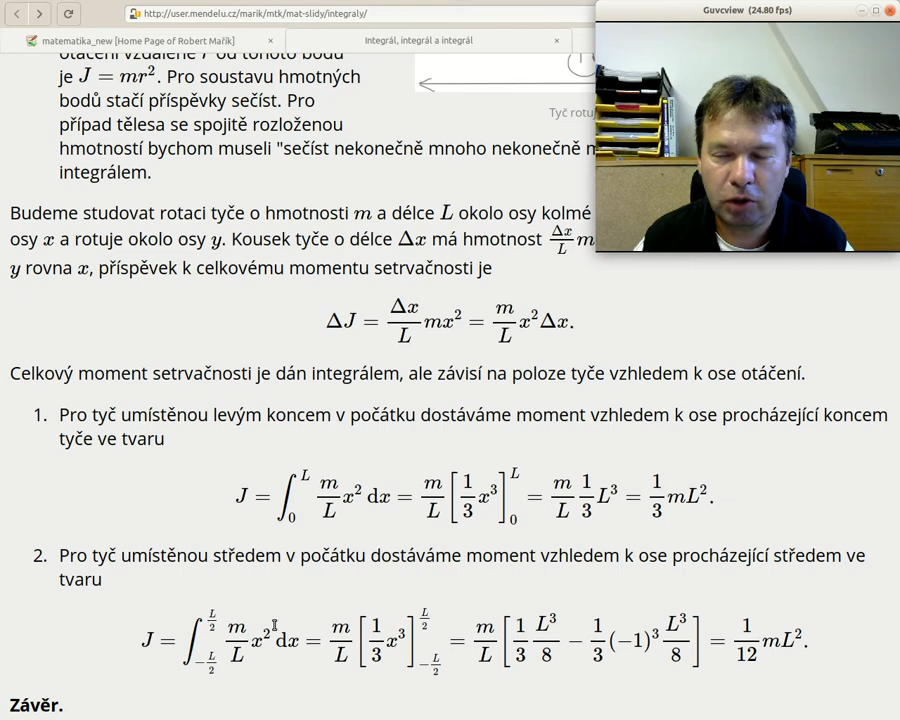 http://user.mendelu.cz/marik/mtk/mat-slidy/integraly/
Guvcview (24.80 fps)
matematika_new [Home Page of Robert Mařík]
Integrál, integrál a integrál
je J = mr². Pro soustavu hmotných
bodů stačí příspěvky sečíst. Pro
případ tělesa se spojitě rozloženou
hmotností bychom museli "sečíst nekonečně mnoho nekonečně
integrálem.
Tyč
Budeme studovat rotaci tyče o hmotnosti m a délce L okolo osy kolmé
osy x a rotuje okolo osy y. Kousek tyče o délce Δx má hmotnost Δx/L m
y rovna x, příspěvek k celkovému momentu setrvačnosti je
ΔJ = Δx/L mx² = m/L x²Δx.
Celkový moment setrvačnosti je dán integrálem, ale závisí na poloze tyče vzhledem k ose otáčení.
1. Pro tyč umístěnou levým koncem v počátku dostáváme moment vzhledem k ose procházející koncem
tyče ve tvaru
J = ∫₀^L m/L x² dx = m/L [1/3 x³]₀^L = m/L 1/3 L³ = 1/3 mL².
2. Pro tyč umístěnou středem v počátku dostáváme moment vzhledem k ose procházející středem ve
tvaru
J = ∫_{-L/2}^{L/2} m/L x² dx = m/L [1/3 x³]_{-L/2}^{L/2} = m/L [1/3 L³/8 − 1/3 (−1)³ L³/8] = 1/12 mL².
Závěr.